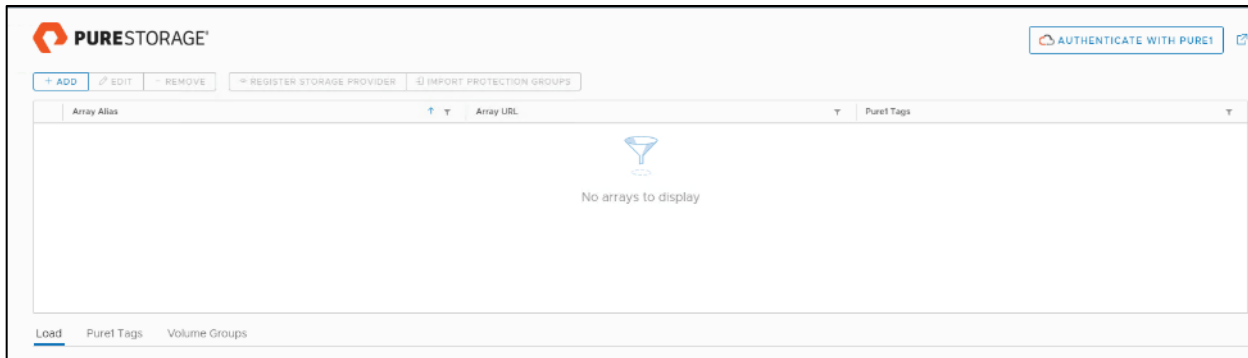 PURESTORAGE®
AUTHENTICATE WITH PURE1
+ ADD EDIT - REMOVE REGISTER STORAGE PROVIDER IMPORT PROTECTION GROUPS
Array Alias Array URL Pure1 Tags
No arrays to display
Load Pure1 Tags Volume Groups